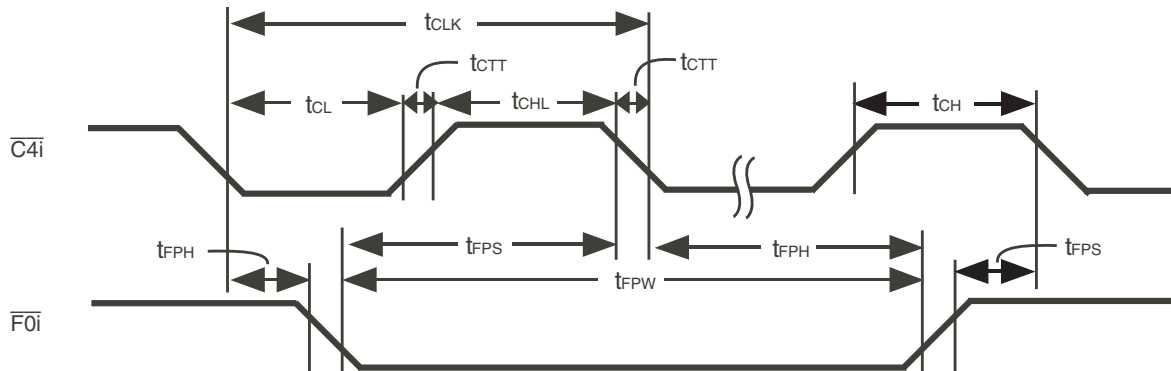 tCLK
tCTT
tCTT
tCL
tCHL
tCH
C4i
tFPH
tFPS
tFPH
tFPS
tFPW
F0i